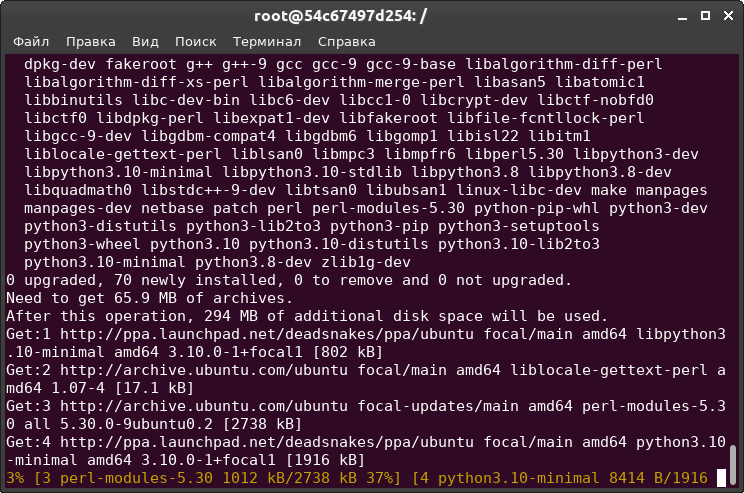 root@54c67497d254: /
Файл Правка Вид Поиск Терминал Справка
dpkg-dev fakeroot g++ g++-9 gcc gcc-9 gcc-9-base libalgorithm-diff-perl
libalgorithm-diff-xs-perl libalgorithm-merge-perl libasan5 libatomic1
libbinutils libc-dev-bin libc6-dev libcc1-0 libcrypt-dev libctf-nobfd0
libctf0 libdpkg-perl libexpat1-dev libfakeroot libfile-fcntllock-perl
libgcc-9-dev libgdbm-compat4 libgdbm6 libgomp1 libisl22 libitm1
liblocale-gettext-perl liblsan0 libmpc3 libmpfr6 libperl5.30 libpython3-dev
libpython3.10-minimal libpython3.10-stdlib libpython3.8 libpython3.8-dev
libquadmath0 libstdc++-9-dev libtsan0 libubsan1 linux-libc-dev make manpages
manpages-dev netbase patch perl perl-modules-5.30 python-pip-whl python3-dev
python3-distutils python3-lib2to3 python3-pip python3-setuptools
python3-wheel python3.10 python3.10-distutils python3.10-lib2to3
python3.10-minimal python3.8-dev zlib1g-dev
0 upgraded, 70 newly installed, 0 to remove and 0 not upgraded.
Need to get 65.9 MB of archives.
After this operation, 294 MB of additional disk space will be used.
Get:1 http://ppa.launchpad.net/deadsnakes/ppa/ubuntu focal/main amd64 libpython3
.10-minimal amd64 3.10.0-1+focal1 [802 kB]
Get:2 http://archive.ubuntu.com/ubuntu focal/main amd64 liblocale-gettext-perl a
md64 1.07-4 [17.1 kB]
Get:3 http://archive.ubuntu.com/ubuntu focal-updates/main amd64 perl-modules-5.3
0 all 5.30.0-9ubuntu0.2 [2738 kB]
Get:4 http://ppa.launchpad.net/deadsnakes/ppa/ubuntu focal/main amd64 python3.10
-minimal amd64 3.10.0-1+focal1 [1916 kB]
3% [3 perl-modules-5.30 1012 kB/2738 kB 37%] [4 python3.10-minimal 8414 B/1916